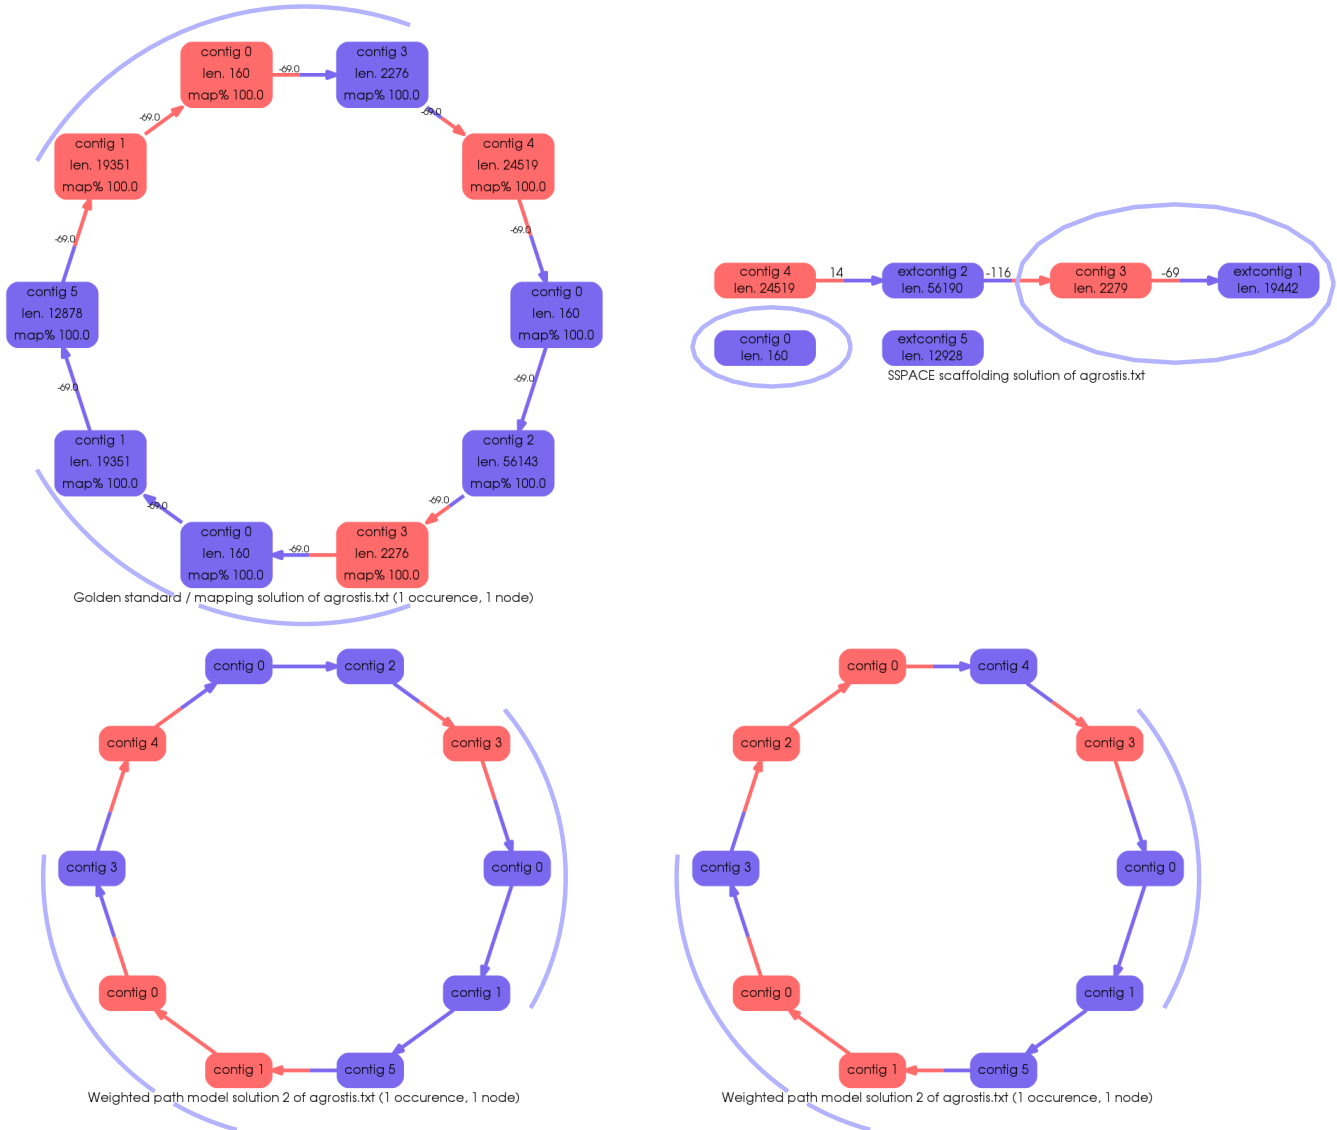 contig 0
len. 160
map% 100.0
-69.0
contig 3
len. 2276
map% 100.0
-69.0
contig 4
len. 24519
map% 100.0
-69.0
contig 0
len. 160
map% 100.0
-69.0
contig 2
len. 56143
map% 100.0
-69.0
contig 3
len. 2276
map% 100.0
-69.0
contig 0
len. 160
map% 100.0
-69.0
contig 1
len. 19351
map% 100.0
-69.0
contig 5
len. 12878
map% 100.0
-69.0
contig 1
len. 19351
map% 100.0
-69.0
Golden standard / mapping solution of agrostis.txt (1 occurence, 1 node)
contig 4
len. 24519
14
extcontig 2
len. 56190
-116
contig 3
len. 2279
-69
extcontig 1
len. 19442
contig 0
len. 160
extcontig 5
len. 12928
SSPACE scaffolding solution of agrostis.txt
contig 0
contig 2
contig 3
contig 0
contig 1
contig 5
contig 1
contig 0
contig 3
contig 4
Weighted path model solution 2 of agrostis.txt (1 occurence, 1 node)
contig 0
contig 4
contig 3
contig 0
contig 1
contig 5
contig 1
contig 0
contig 3
contig 2
Weighted path model solution 2 of agrostis.txt (1 occurence, 1 node)